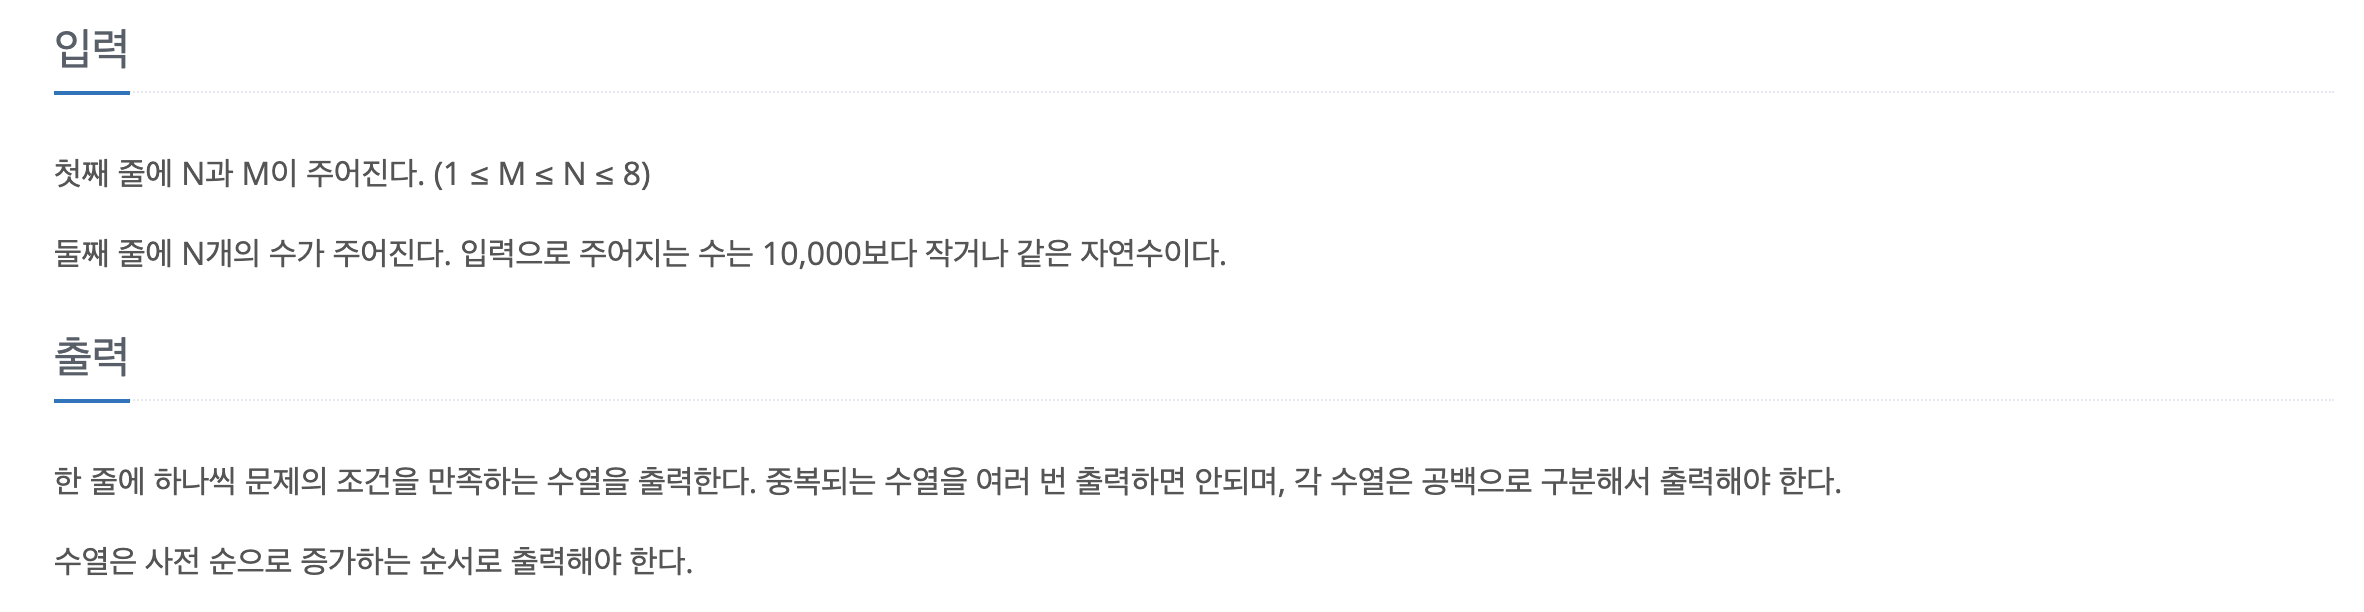 입력
첫째 줄에 N과 M이 주어진다. (1 ≤ M ≤ N ≤ 8)
둘째 줄에 N개의 수가 주어진다. 입력으로 주어지는 수는 10,000보다 작거나 같은 자연수이다.
출력
한 줄에 하나씩 문제의 조건을 만족하는 수열을 출력한다. 중복되는 수열을 여러 번 출력하면 안되며, 각 수열은 공백으로 구분해서 출력해야 한다.
수열은 사전 순으로 증가하는 순서로 출력해야 한다.